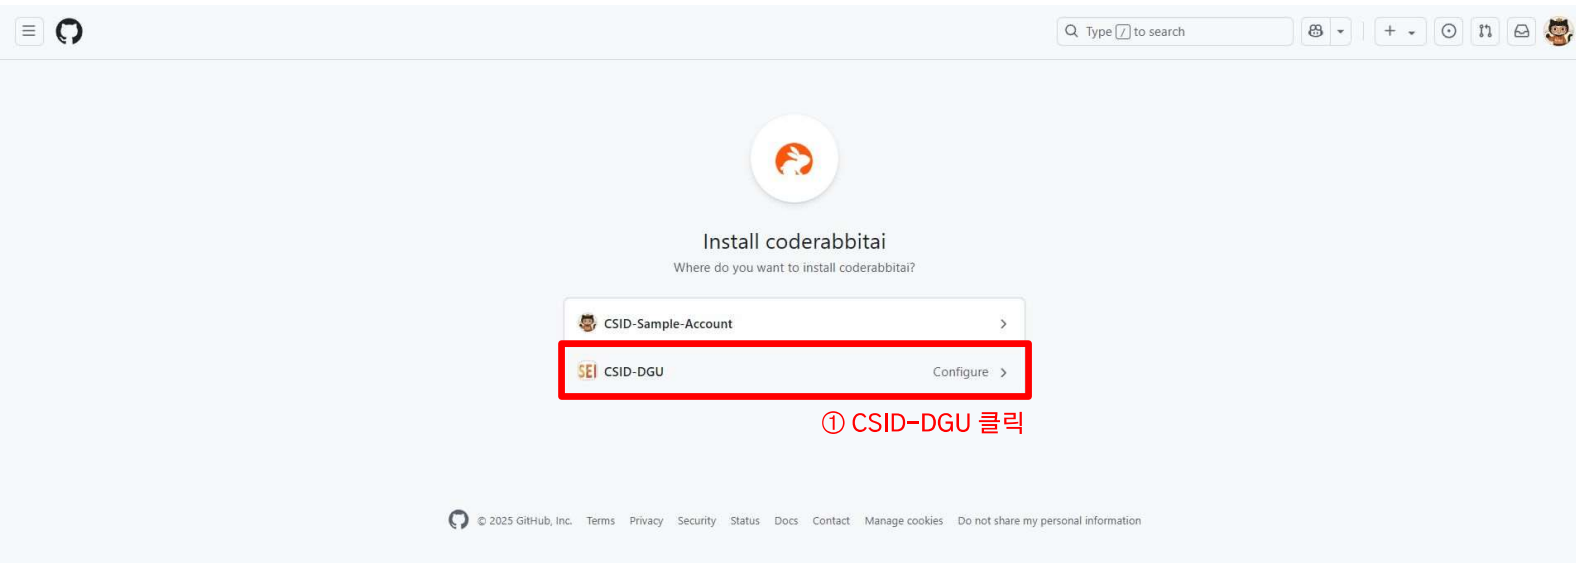 Type / to search
Install coderabbitai
Where do you want to install coderabbitai?
CSID-Sample-Account
SEI CSID-DGU Configure
① CSID-DGU 클릭
© 2025 GitHub, Inc. Terms Privacy Security Status Docs Contact Manage cookies Do not share my personal information